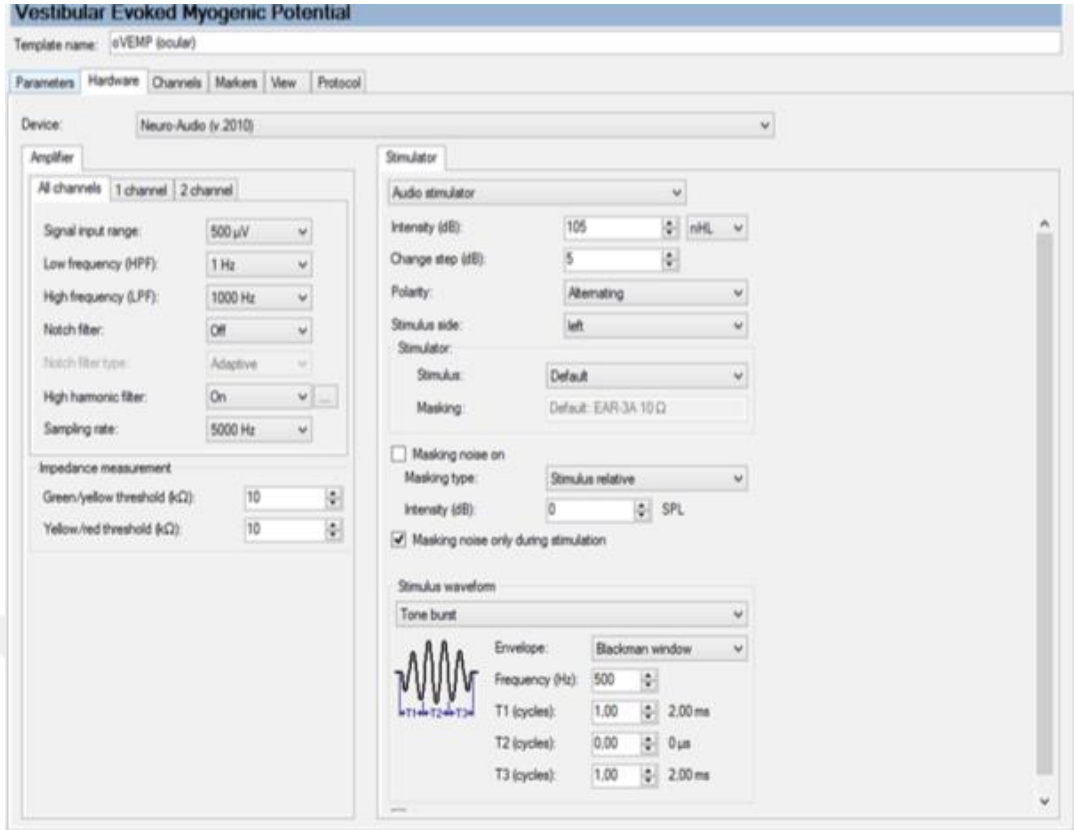 Vestibular Evoked Myogenic Potential
Template name: oVEMP (ocular)
Parameters Hardware Channels Markers View Protocol
Device: Neuro-Audio (v.2010)
Amplifier
All channels 1 channel 2 channel
Signal input range: 500 µV
Low frequency (HPF): 1 Hz
High frequency (LPF): 1000 Hz
Notch filter: Off
Notch filter type: Adaptive
High harmonic filter: On ...
Sampling rate: 5000 Hz
Impedance measurement
Green/yellow threshold (kΩ): 10
Yellow/red threshold (kΩ): 10
Stimulator
Audio stimulator
Intensity (dB): 105 nHL
Change step (dB): 5
Polarity: Alternating
Stimulus side: left
Stimulator:
Stimulus: Default
Masking: Default: EAR-3A 10 Ω
Masking noise on
Masking type: Stimulus relative
Intensity (dB): 0 SPL
Masking noise only during stimulation
Stimulus waveform
Tone burst
Envelope: Blackman window
Frequency (Hz): 500
T1 T2 T3
T1 (cycles): 1,00 2,00 ms
T2 (cycles): 0,00 0 µs
T3 (cycles): 1,00 2,00 ms